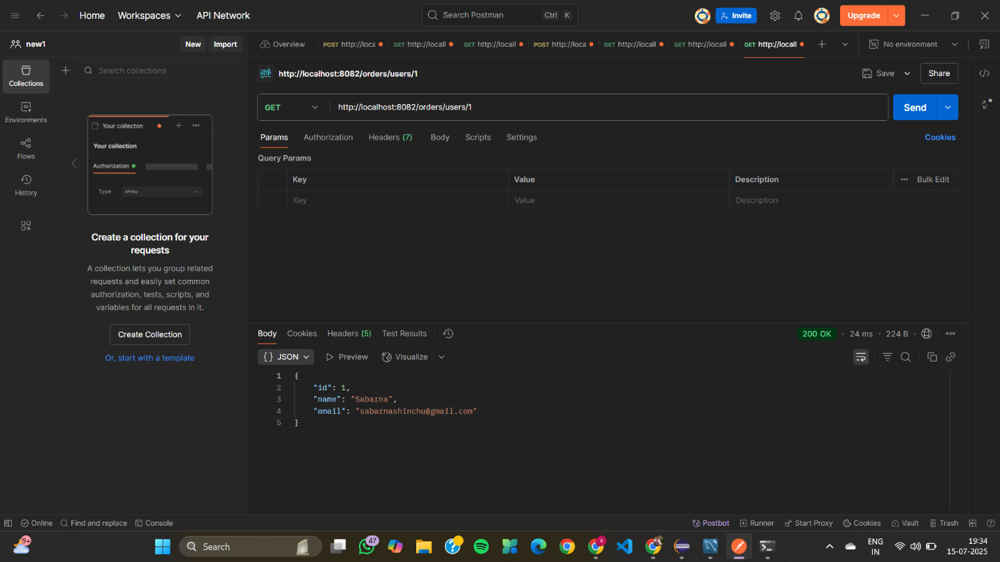 Home
Workspaces
API Network
Search Postman
Ctrl
K
Invite
Upgrade
new1
New
Import
Overview
POST http://loca
GET http://locall
GET http://locall
POST http://loca
GET http://locall
GET http://locall
GET http://locall
No environment
Collections
Environments
Flows
History
Search collections
Your collecton
Your collection
Authorization
Type
API Key
Create a collection for your
requests
A collection lets you group related
requests and easily set common
authorization, tests, scripts, and
variables for all requests in it.
Create Collection
Or, start with a template
HTTP
http://localhost:8082/orders/users/1
Save
Share
GET
http://localhost:8082/orders/users/1
Send
Params
Authorization
Headers (7)
Body
Scripts
Settings
Cookies
Query Params
Key
Value
Description
Bulk Edit
Key
Value
Description
Body
Cookies
Headers (5)
Test Results
200 OK
24 ms
224 B
{ } JSON
Preview
Visualize
1 {
2 "id": 1,
3 "name": "Sabarna",
4 "email": "sabarnashinchu@gmail.com"
5 }
Online
Find and replace
Console
Postbot
Runner
Start Proxy
Cookies
Vault
Trash
9+
Search
47
8
ENG
IN
19:34
15-07-2025